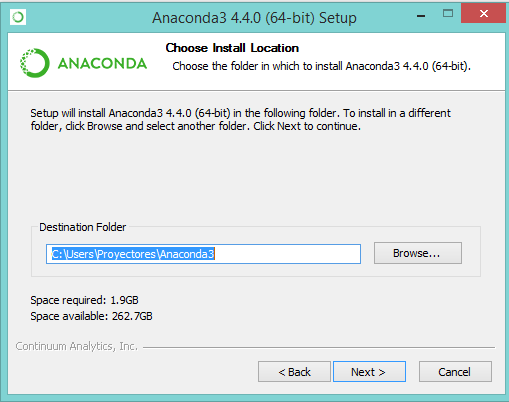 Anaconda3 4.4.0 (64-bit) Setup
Choose Install Location
Choose the folder in which to install Anaconda3 4.4.0 (64-bit).
ANACONDA
Setup will install Anaconda3 4.4.0 (64-bit) in the following folder. To install in a different
folder, click Browse and select another folder. Click Next to continue.
Destination Folder
C:\Users\Proyectores\Anaconda3
Browse...
Space required: 1.9GB
Space available: 262.7GB
Continuum Analytics, Inc.
< Back
Next >
Cancel